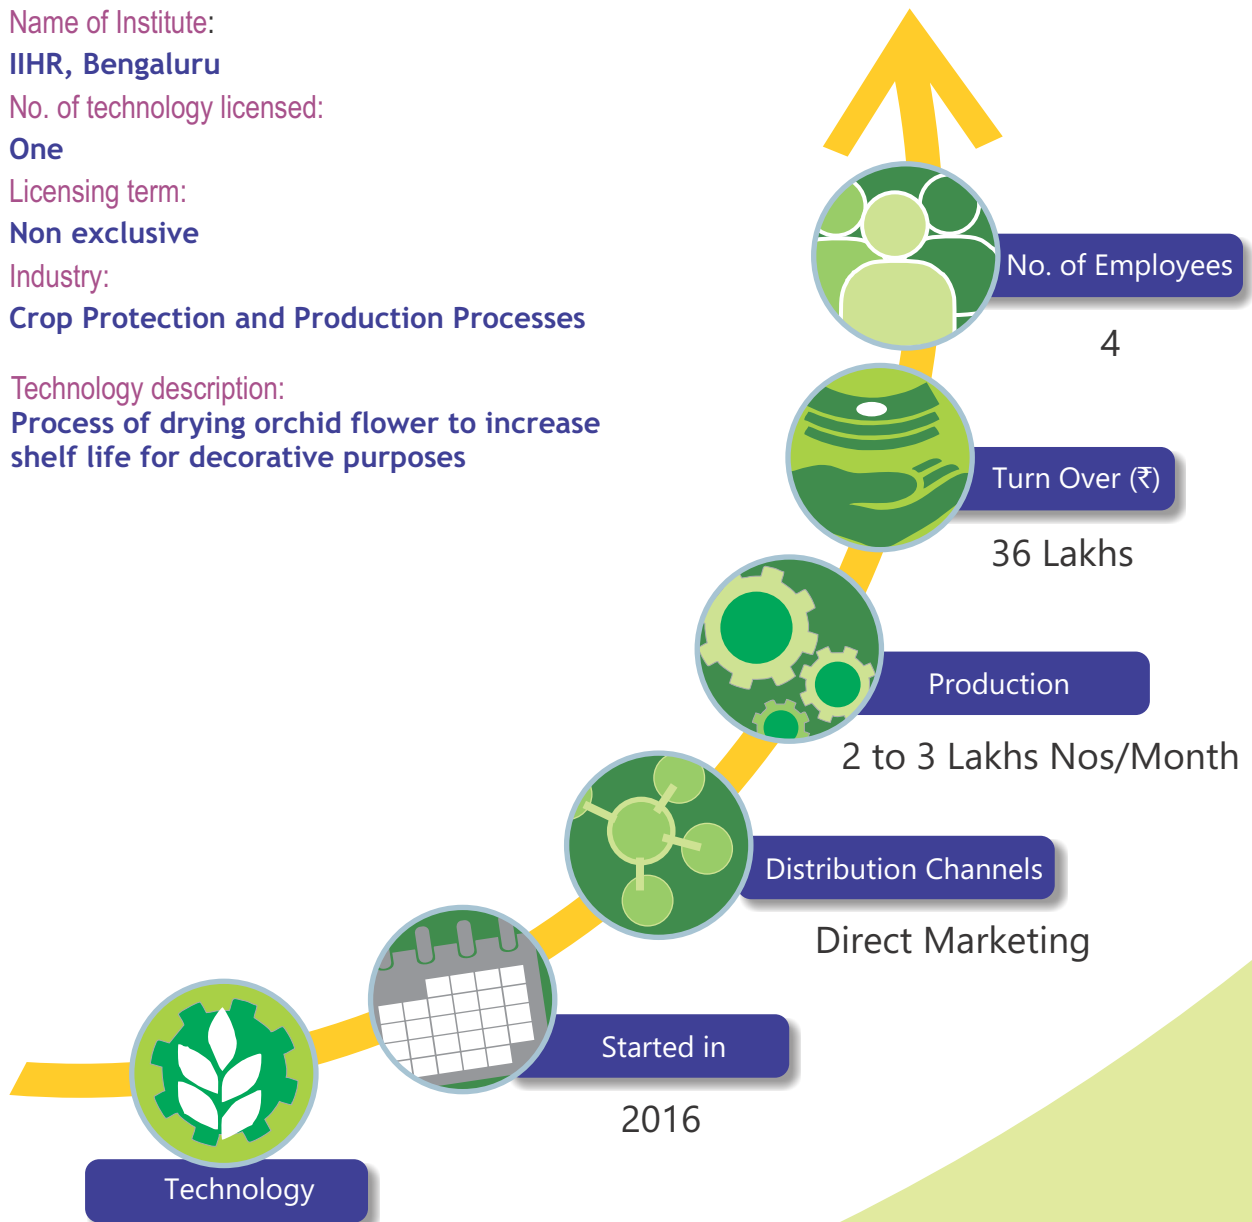 Name of Institute:
IIHR, Bengaluru
No. of technology licensed:
One
Licensing term:
Non exclusive
Industry:
Crop Protection and Production Processes
Technology description:
Process of drying orchid flower to increase
shelf life for decorative purposes
No. of Employees
4
Turn Over (₹)
36 Lakhs
Production
2 to 3 Lakhs Nos/Month
Distribution Channels
Direct Marketing
Started in
2016
Technology